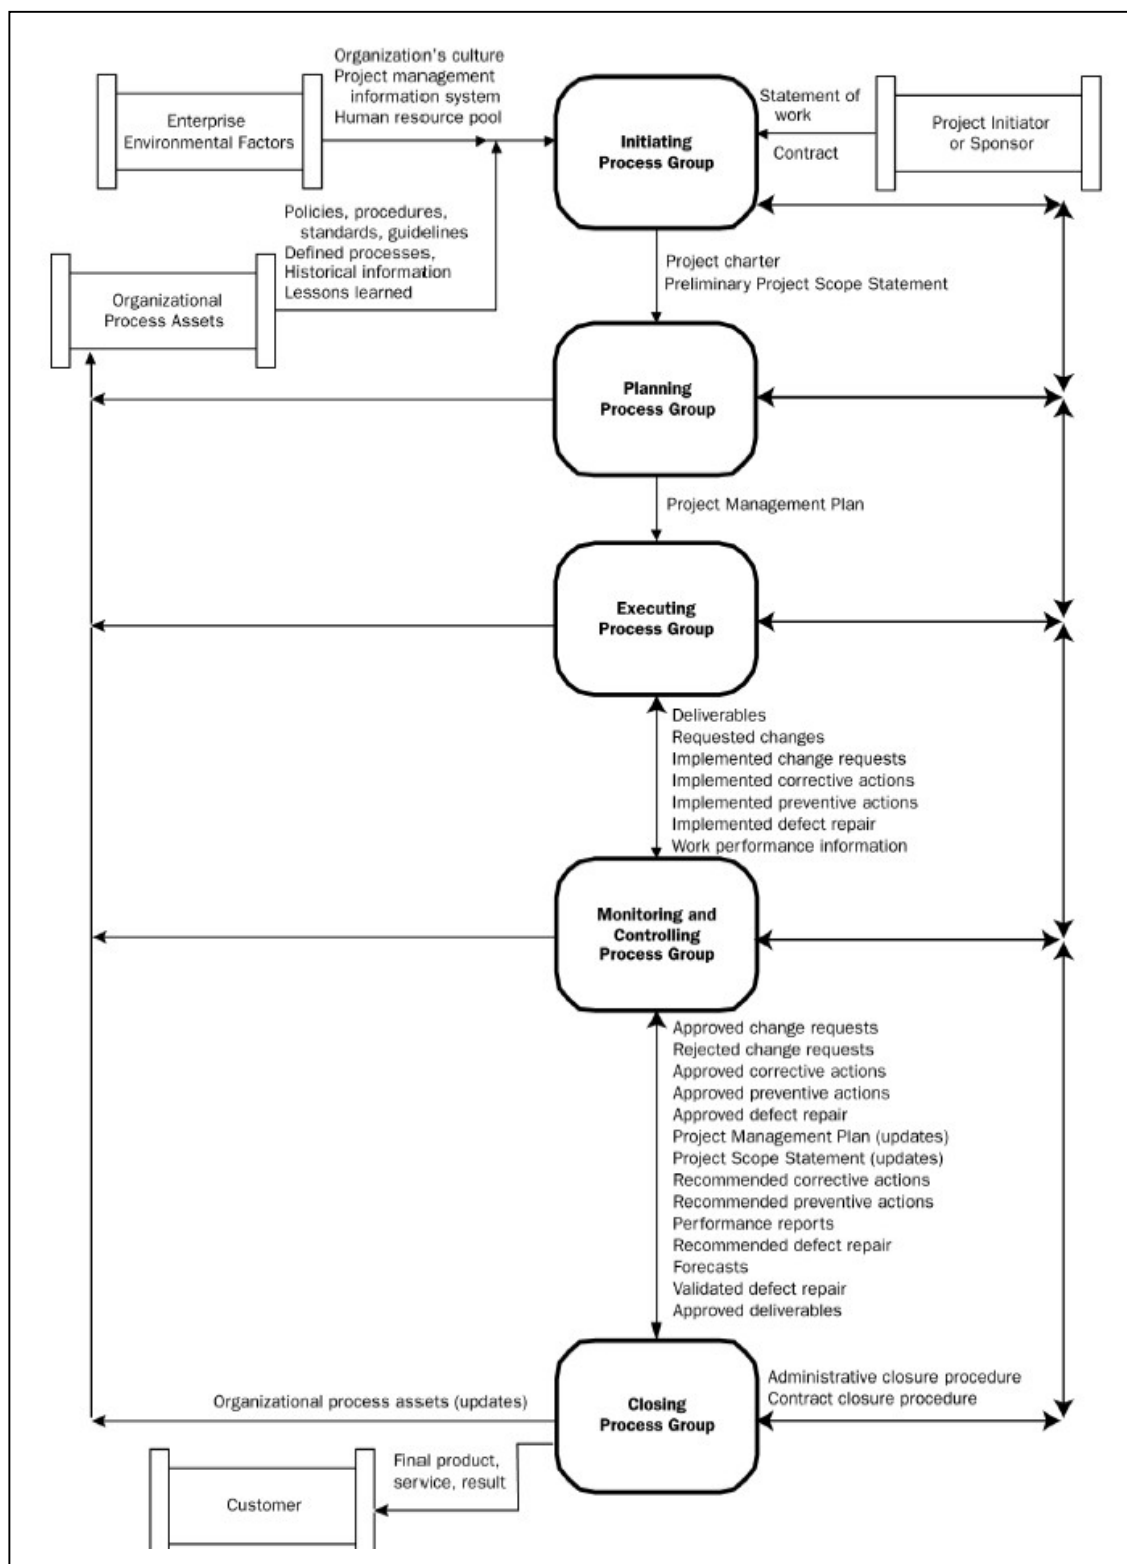 Organization's culture
Project management
information system
Human resource pool
Enterprise
Environmental Factors
Initiating
Process Group
Statement of
work
Contract
Project Initiator
or Sponsor
Policies, procedures,
standards, guidelines
Defined processes,
Historical information
Lessons learned
Organizational
Process Assets
Project charter
Preliminary Project Scope Statement
Planning
Process Group
Project Management Plan
Executing
Process Group
Deliverables
Requested changes
Implemented change requests
Implemented corrective actions
Implemented preventive actions
Implemented defect repair
Work performance information
Monitoring and
Controlling
Process Group
Approved change requests
Rejected change requests
Approved corrective actions
Approved preventive actions
Approved defect repair
Project Management Plan (updates)
Project Scope Statement (updates)
Recommended corrective actions
Recommended preventive actions
Performance reports
Recommended defect repair
Forecasts
Validated defect repair
Approved deliverables
Administrative closure procedure
Contract closure procedure
Organizational process assets (updates)
Closing
Process Group
Final product,
service, result
Customer